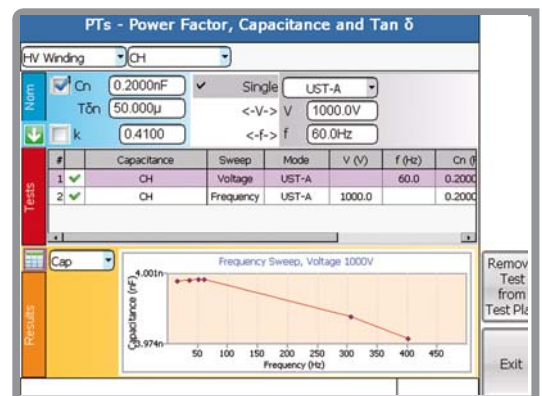 PTs - Power Factor, Capacitance and Tan δ
HV Winding CH
Nom
Cn 0.2000nF Single UST-A
Tδn 50.000µ <-V-> V 1000.0V
k 0.4100 <-f-> f 60.0Hz
Tests
# Capacitance Sweep Mode V (V) f (Hz) Cn (F
1 CH Voltage UST-A 60.0 0.2000
2 CH Frequency UST-A 1000.0 0.2000
Results
Cap
Frequency Sweep, Voltage 1000V
4.001n
Capacitance (nF)
3.974n
50 100 150 200 250 300 350 400 450
Frequency (Hz)
Remov
Test
from
Test Pla
Exit